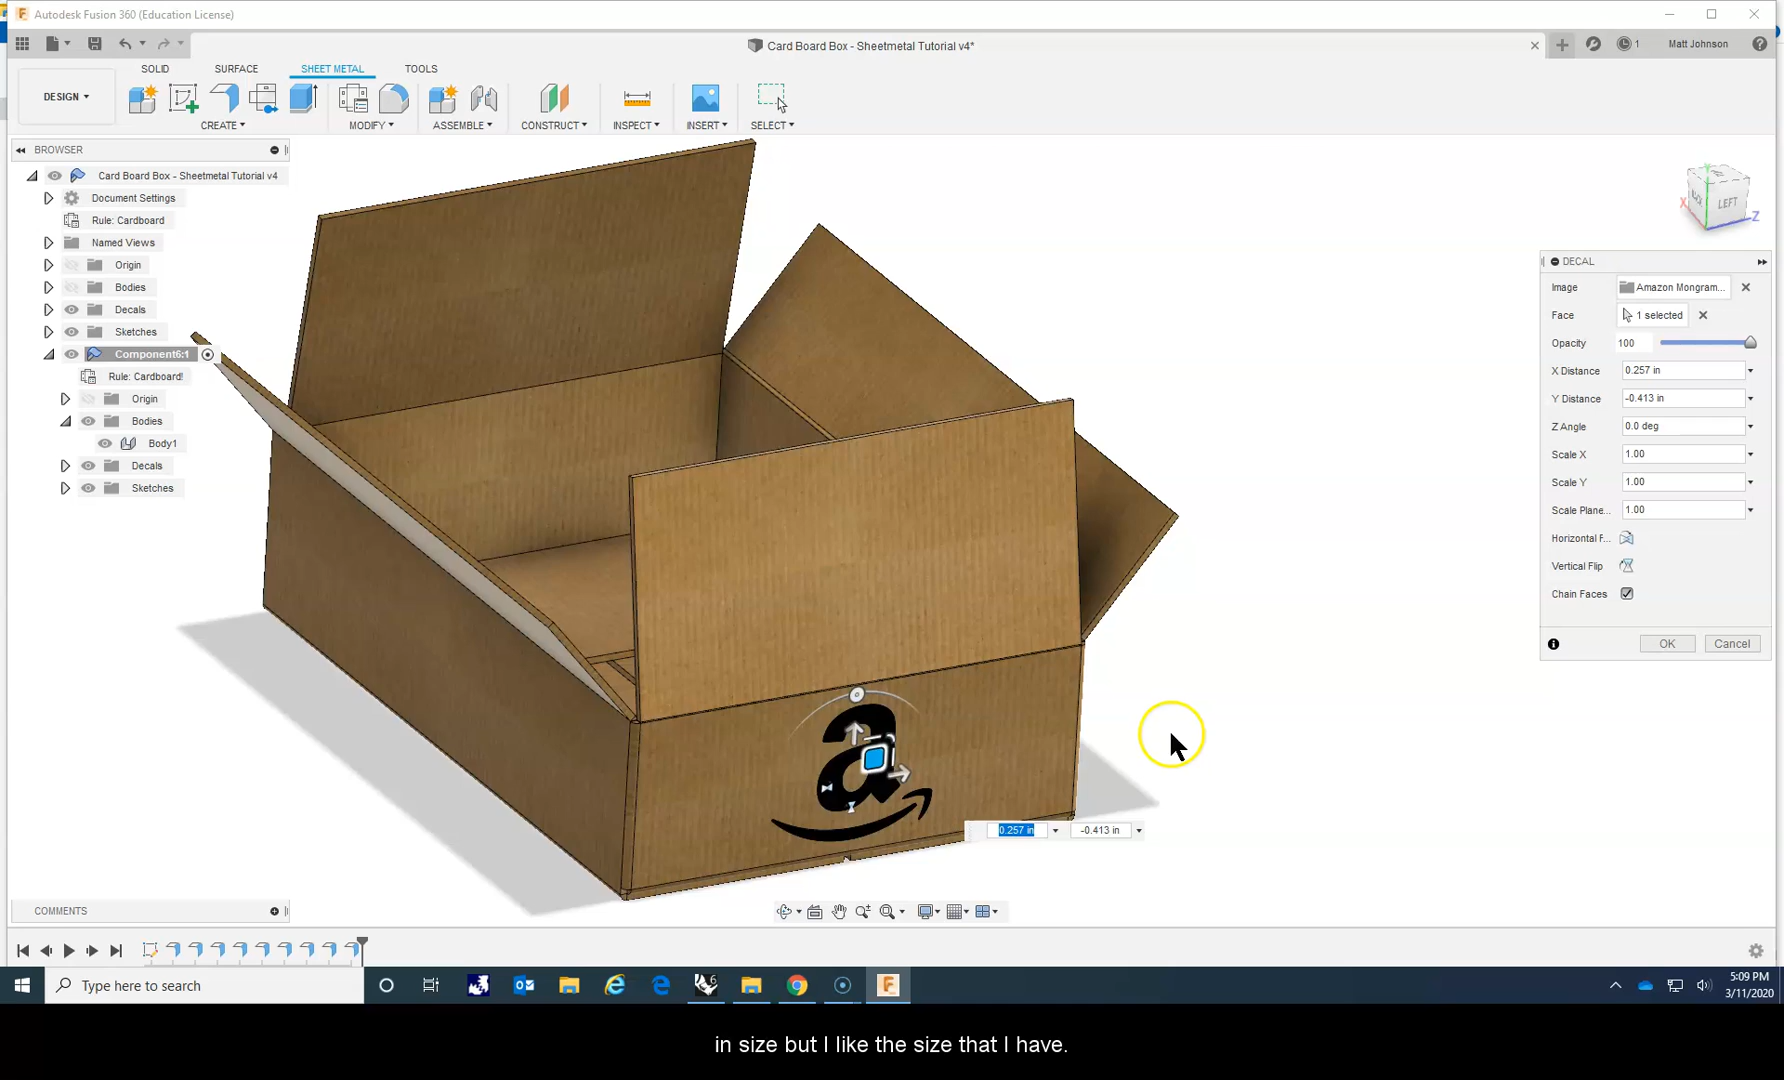 Autodesk Fusion 360 (Education License)
Card Board Box - Sheetmetal Tutorial v4*
1
Matt Johnson
SOLID SURFACE SHEET METAL TOOLS
DESIGN
CREATE MODIFY ASSEMBLE CONSTRUCT INSPECT INSERT SELECT
BROWSER
Card Board Box - Sheetmetal Tutorial v4
Document Settings
Rule: Cardboard
Named Views
Origin
Bodies
Decals
Sketches
Component6:1
Rule: Cardboard!
Origin
Bodies
Body1
Decals
Sketches
LEFT
X
Y
Z
DECAL
Image Amazon Mongram...
Face 1 selected
Opacity 100
X Distance 0.257 in
Y Distance -0.413 in
Z Angle 0.0 deg
Scale X 1.00
Scale Y 1.00
Scale Plane... 1.00
Horizontal F...
Vertical Flip
Chain Faces
OK Cancel
a
0.257 in -0.413 in
COMMENTS
Type here to search
5:09 PM
3/11/2020
in size but I like the size that I have.